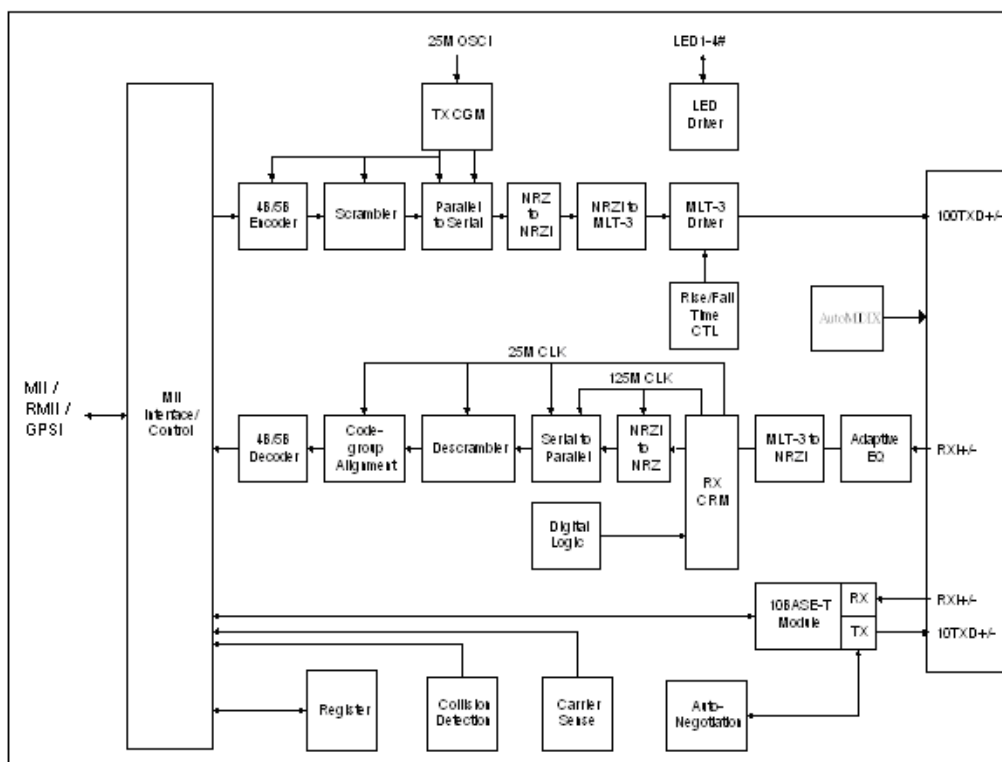 25M OSCI
LED1-4#
TX CGM
LED
Driver
4B/5B
Encoder
Scrambler
Parallel
to Serial
NRZ
to
NRZI
NRZI to
MLT-3
MLT-3
Driver
100TXD+/-
Rise/Fall
Time
CTL
AutoMDIX
25M CLK
125M CLK
MII /
RMII /
GPSI
MII
Interface/
Control
4B/5B
Decoder
Code-
group
Alignment
Descrambler
Serial to
Parallel
NRZI
to
NRZ
RX
CRM
MLT-3 to
NRZI
Adaptive
EQ
RXI+/-
Digital
Logic
10BASE-T
Module
RX
TX
RXI+/-
10TXD+/-
Register
Collision
Detection
Carrier
Sense
Auto-
Negotiation